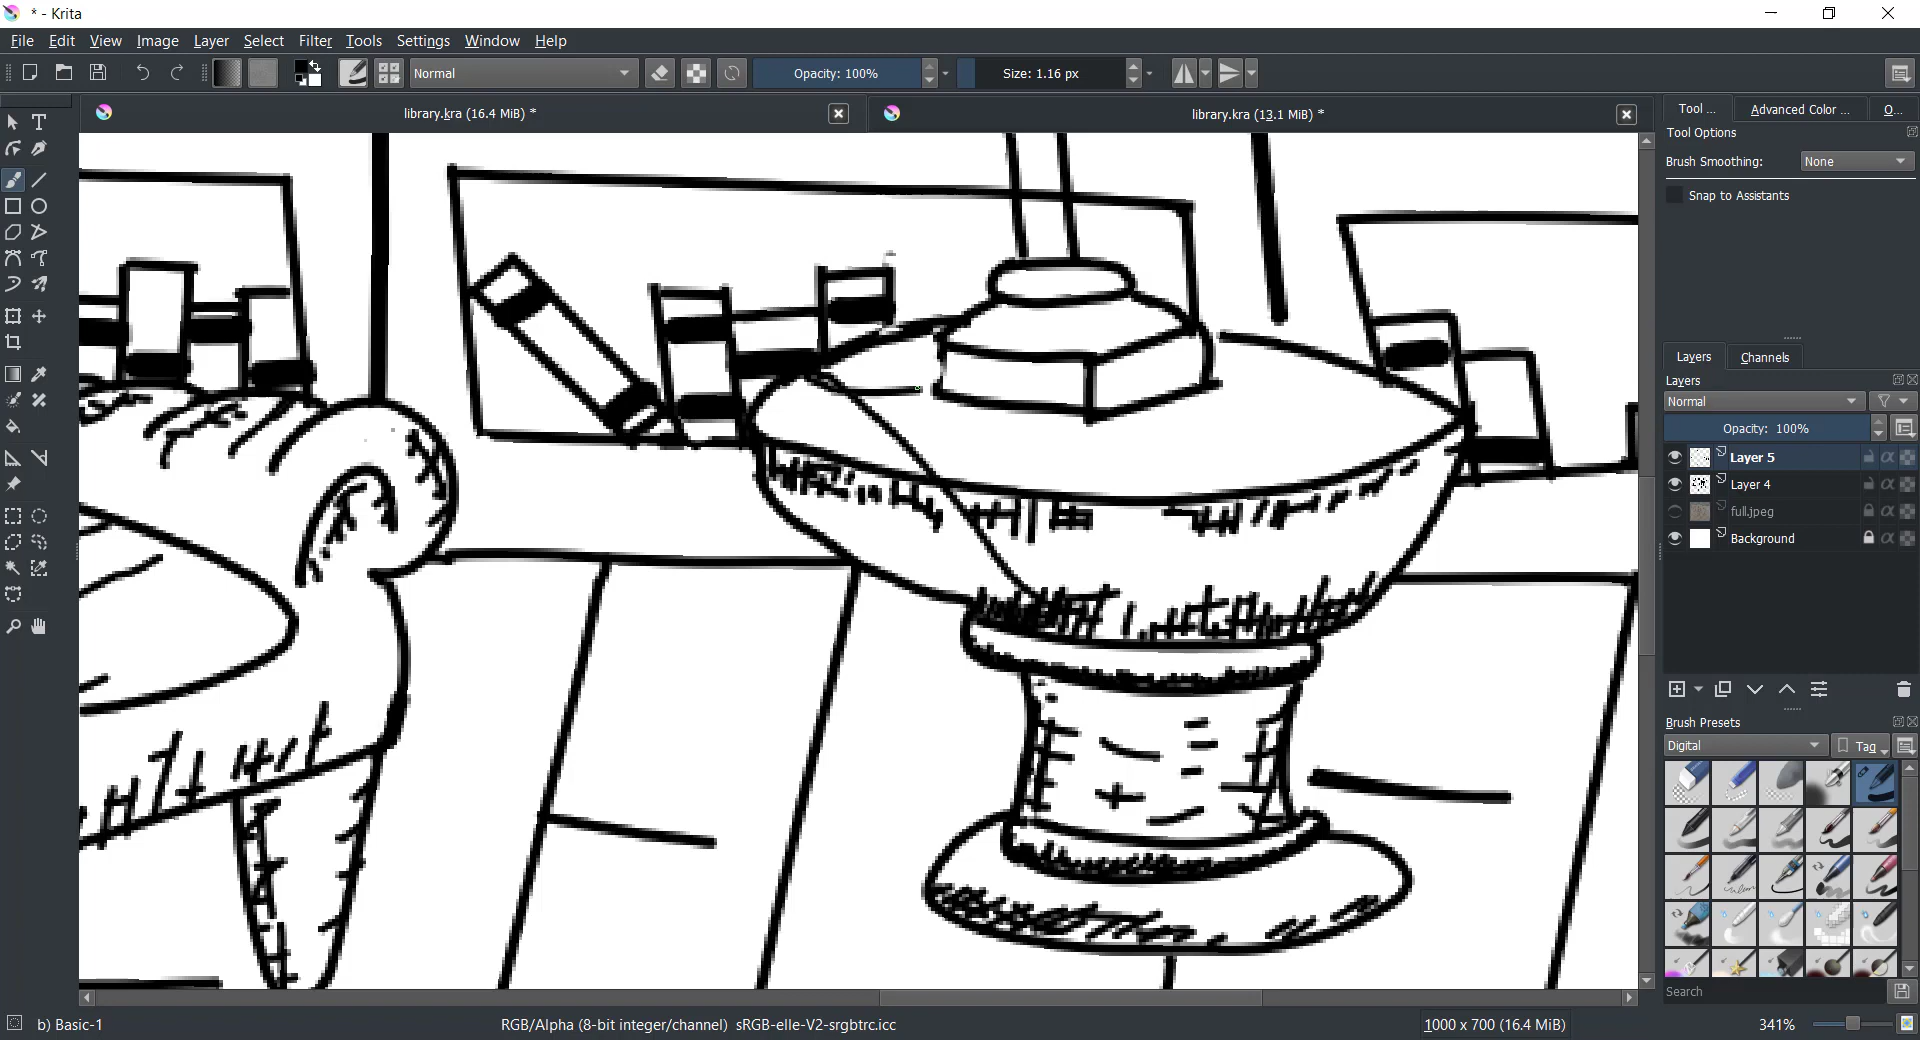 * - Krita
File Edit View Image Layer Select Filter Tools Settings Window Help
Normal Opacity: 100% Size: 1.16 px
library.kra (16.4 MiB) * library.kra (13.1 MiB) *
Tool ... Advanced Color ... O...
Tool Options
Brush Smoothing: None
Snap to Assistants
Layers Channels
Layers
Normal
Opacity: 100%
Layer 5
Layer 4
full.jpeg
Background
Brush Presets
Digital Tag
Search
b) Basic-1 RGB/Alpha (8-bit integer/channel) sRGB-elle-V2-srgbtrc.icc 1000 x 700 (16.4 MiB) 341%